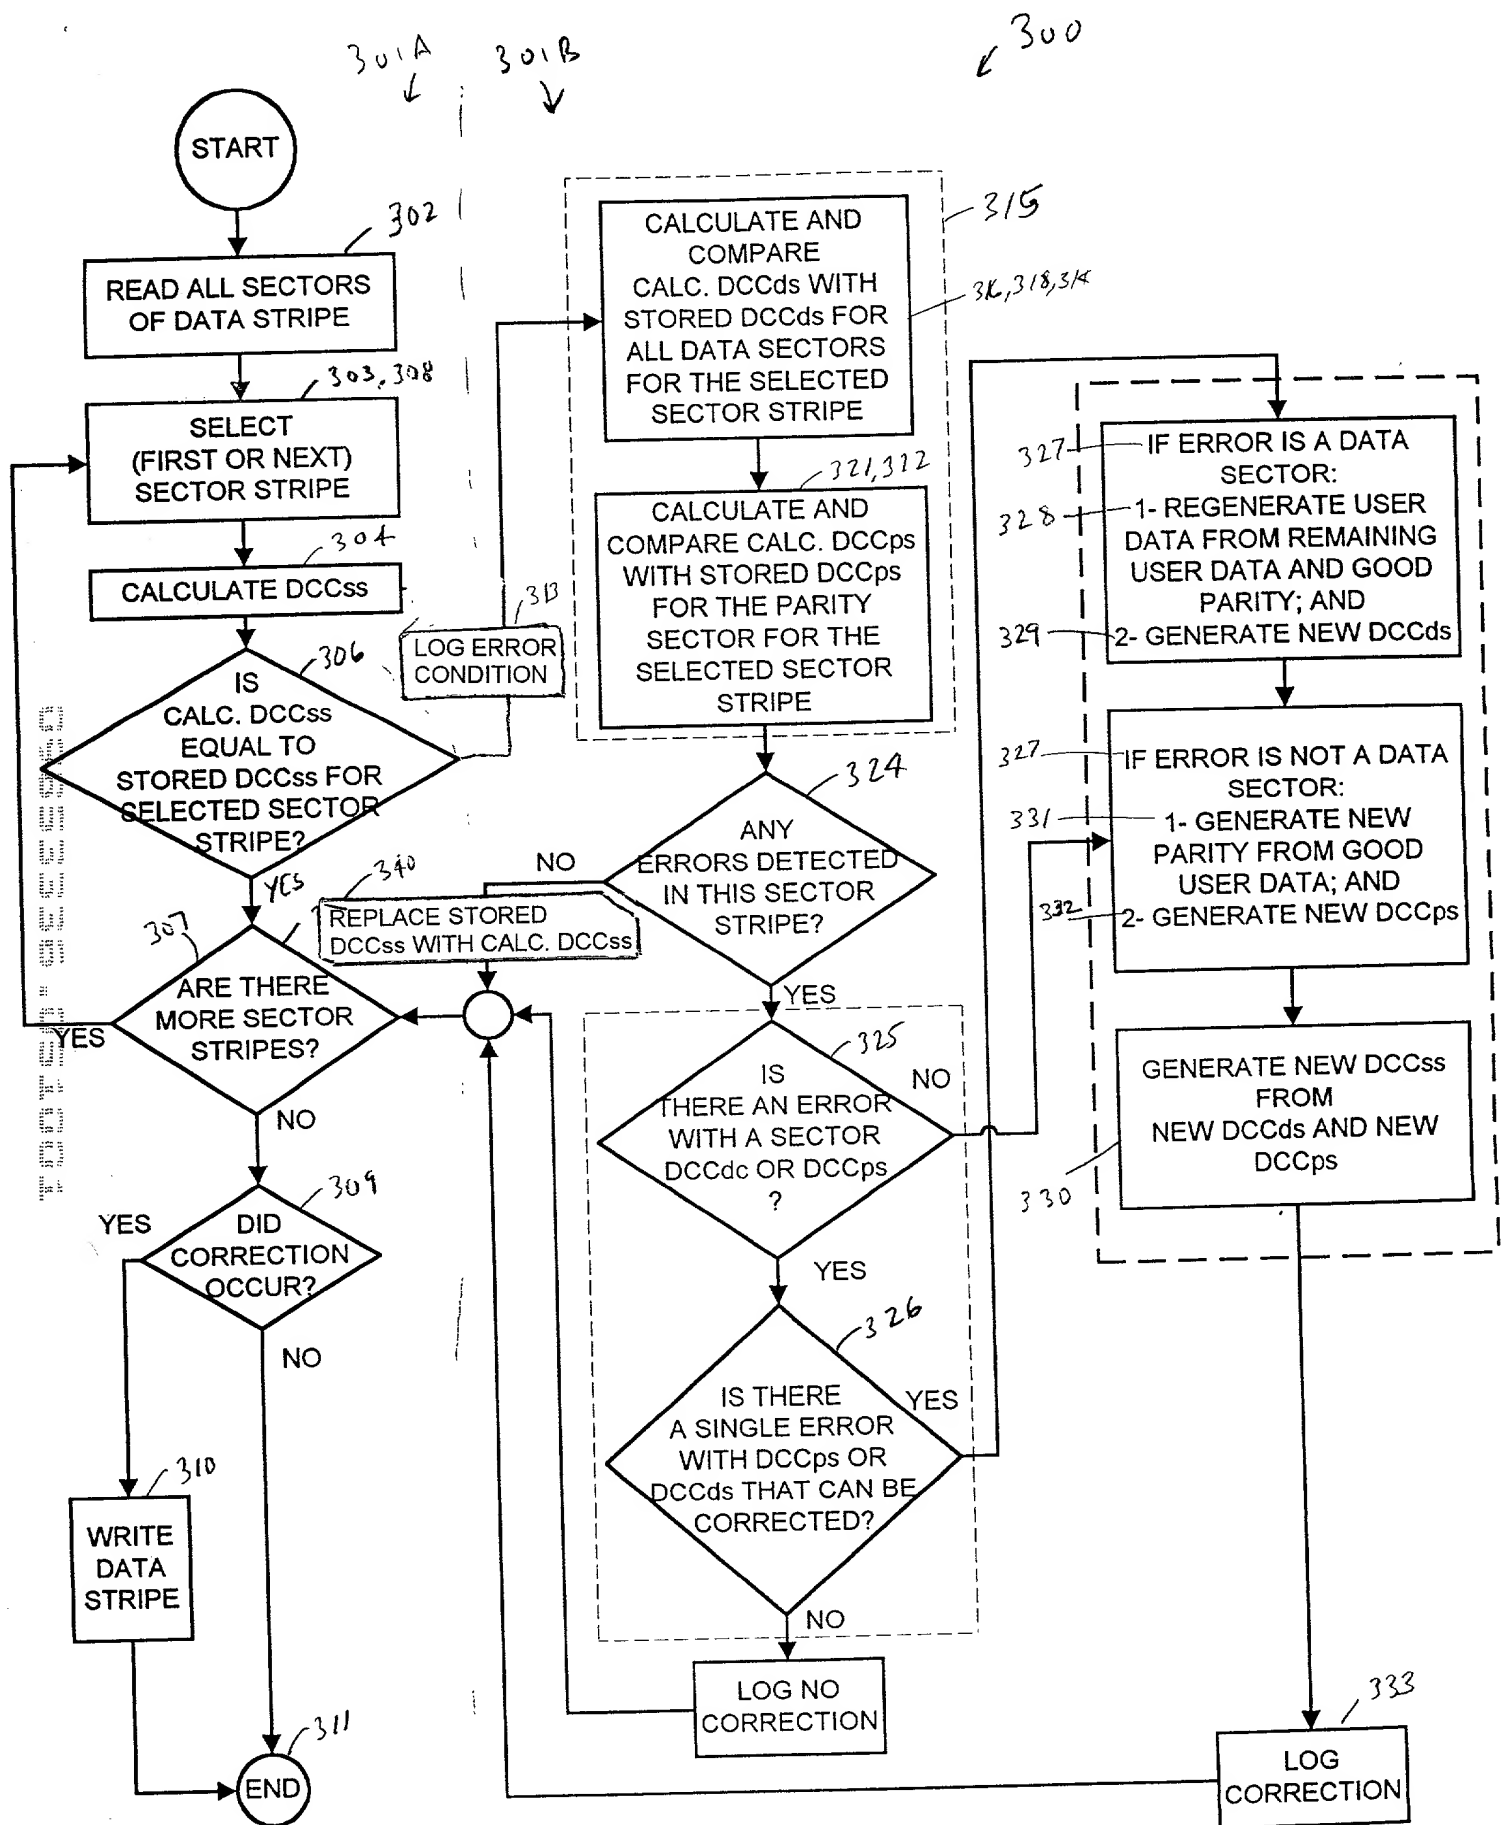 300
301A
301B
START
302
READ ALL SECTORS
OF DATA STRIPE
303, 308
SELECT
(FIRST OR NEXT)
SECTOR STRIPE
304
CALCULATE DCCss
306
IS
CALC. DCCss
EQUAL TO
STORED DCCss FOR
SELECTED SECTOR
STRIPE?
YES
307
ARE THERE
MORE SECTOR
STRIPES?
YES
NO
309
DID
CORRECTION
OCCUR?
YES
NO
310
WRITE
DATA
STRIPE
311
END
313
LOG ERROR
CONDITION
315
CALCULATE AND
COMPARE
CALC. DCCds WITH
STORED DCCds FOR
ALL DATA SECTORS
FOR THE SELECTED
SECTOR STRIPE
318
321, 322
CALCULATE AND
COMPARE CALC. DCCps
WITH STORED DCCps
FOR THE PARITY
SECTOR FOR THE
SELECTED SECTOR
STRIPE
324
ANY
ERRORS DETECTED
IN THIS SECTOR
STRIPE?
NO
340
REPLACE STORED
DCCss WITH CALC. DCCss
YES
325
IS
THERE AN ERROR
WITH A SECTOR
DCCdc OR DCCps
?
NO
YES
326
IS THERE
A SINGLE ERROR
WITH DCCps OR
DCCds THAT CAN BE
CORRECTED?
YES
NO
LOG NO
CORRECTION
327
IF ERROR IS A DATA
SECTOR:
328
1- REGENERATE USER
DATA FROM REMAINING
USER DATA AND GOOD
PARITY; AND
329
2- GENERATE NEW DCCds
327
IF ERROR IS NOT A DATA
SECTOR:
331
1- GENERATE NEW
PARITY FROM GOOD
USER DATA; AND
332
2- GENERATE NEW DCCps
330
GENERATE NEW DCCss
FROM
NEW DCCds AND NEW
DCCps
333
LOG
CORRECTION